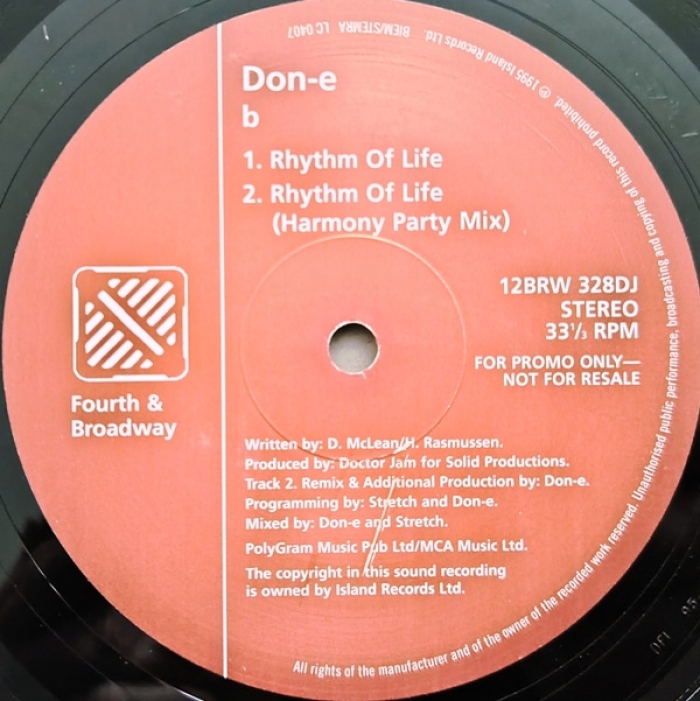 Don-e
b
1. Rhythm Of Life
2. Rhythm Of Life
(Harmony Party Mix)
12BRW 328DJ
STEREO
33⅓ RPM
FOR PROMO ONLY—
NOT FOR RESALE
Fourth &
Broadway
Written by: D. McLean/H. Rasmussen.
Produced by: Doctor Jam for Solid Productions.
Track 2. Remix & Additional Production by: Don-e.
Programming by: Stretch and Don-e.
Mixed by: Don-e and Stretch.
PolyGram Music Pub Ltd/MCA Music Ltd.
The copyright in this sound recording
is owned by Island Records Ltd.
All rights of the manufacturer and of the owner of the recorded work reserved. Unauthorised public performance, broadcasting and copying of this record prohibited. ℗ 1995 Island Records Ltd. BIEM/STEMRA LC 0407